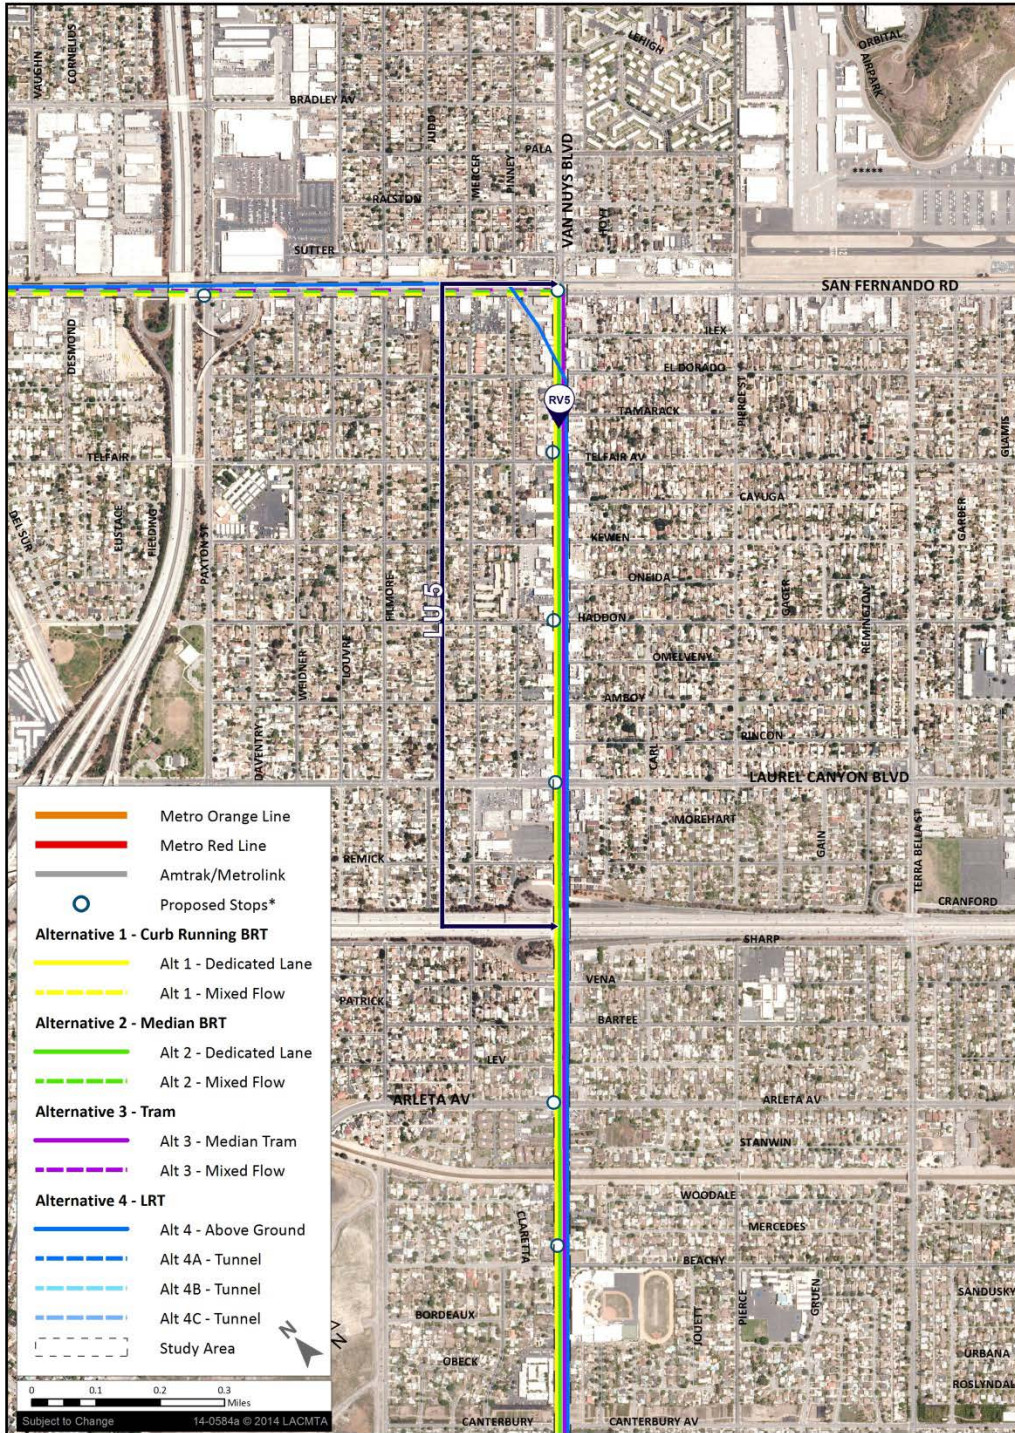 VAUGHN
CORNELIUS
LEHIGH
ORBITAL
AIRPARK
BRADLEY AV
JUDD
PALA
MERCER
PINNEY
VAN NUYS BLVD
*****
RALSTON
HOYT
SUTTER
SAN FERNANDO RD
DESMOND
ILEX
EL DORADO
RV5
TAMARACK
PIERCE ST
GLAMIS
TELFAIR
TELFAIR AV
CAYUGA
DEL SUR
EUSTAGE
FIELDING
PAXTON ST
KEWEN
GARBER
ONEIDA
FILMORE
LU 5
HADDON
GAGER
REMINGTON
WEIDNER
LOUVRE
OMELVENY
AMBOY
DAVENTRY
CARL
RINCON
LAUREL CANYON BLVD
MOREHART
GAIN
TERRA BELLA ST
REMICK
CRANFORD
SHARP
VENA
PATRICK
BARTEE
LEV
ARLETA AV
ARLETA AV
STANWIN
WOODALE
CLARETTA
MERCEDES
BEACHY
BORDEAUX
JOUETT
PIERCE
GRUEN
SANDUSKY
OBECK
URBANA
ROSLYNDAL
CANTERBURY
CANTERBURY AV
Metro Orange Line
Metro Red Line
Amtrak/Metrolink
Proposed Stops*
Alternative 1 - Curb Running BRT
Alt 1 - Dedicated Lane
Alt 1 - Mixed Flow
Alternative 2 - Median BRT
Alt 2 - Dedicated Lane
Alt 2 - Mixed Flow
Alternative 3 - Tram
Alt 3 - Median Tram
Alt 3 - Mixed Flow
Alternative 4 - LRT
Alt 4 - Above Ground
Alt 4A - Tunnel
Alt 4B - Tunnel
Alt 4C - Tunnel
Study Area
N
0 0.1 0.2 0.3
Miles
Subject to Change 14-0584a © 2014 LACMTA